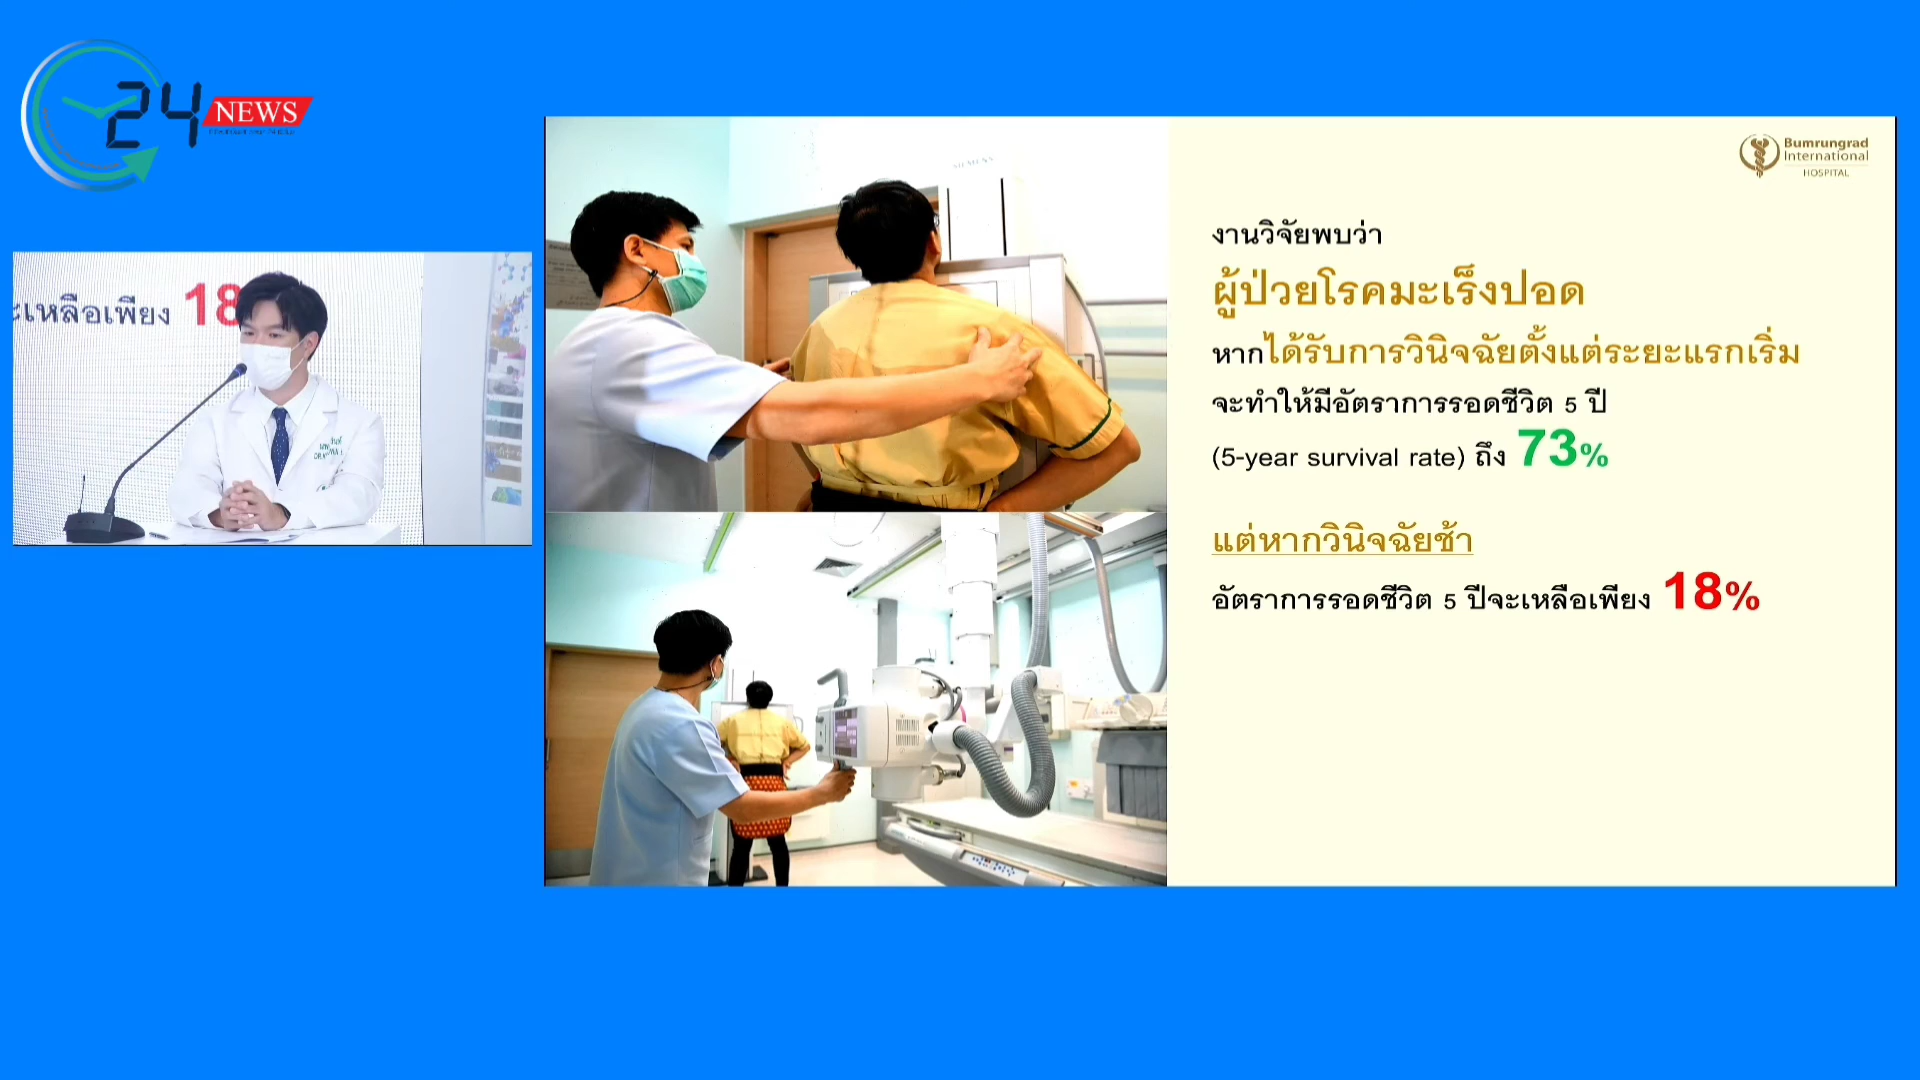 24 NEWS
ะเหลือเพียง 18
SIEMENS
Bumrungrad
International
HOSPITAL
งานวิจัยพบว่า
ผู้ป่วยโรคมะเร็งปอด
หากได้รับการวินิจฉัยตั้งแต่ระยะแรกเริ่ม
จะทำให้มีอัตราการรอดชีวิต 5 ปี
(5-year survival rate) ถึง 73%
แต่หากวินิจฉัยช้า
อัตราการรอดชีวิต 5 ปีจะเหลือเพียง 18%